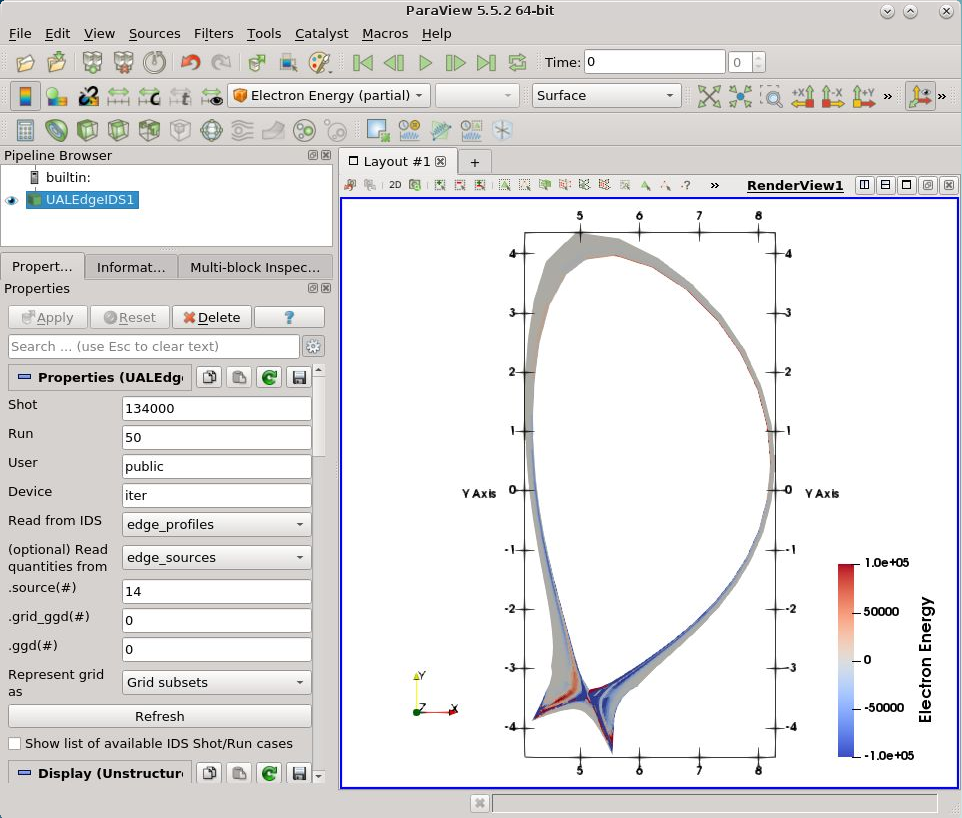 ParaView 5.5.2 64-bit
File Edit View Sources Filters Tools Catalyst Macros Help
Time: 0 0
Electron Energy (partial) Surface +X -X +Y » »
Pipeline Browser
builtin:
UALEdgeIDS1
Propert... Informat... Multi-block Inspec...
Properties
Apply Reset Delete ?
Search ... (use Esc to clear text)
Properties (UALEdg
Shot 134000
Run 50
User public
Device iter
Read from IDS edge_profiles
(optional) Read
quantities from edge_sources
.source(#) 14
.grid_ggd(#) 0
.ggd(#) 0
Represent grid
as Grid subsets
Refresh
Show list of available IDS Shot/Run cases
Display (Unstructur
Layout #1 +
2D ? » RenderView1
5 6 7 8
4 4
3 3
2 2
1 1
Y Axis 0 0 Y Axis
-1 -1
-2 -2
-3 -3
-4 -4
5 6 7 8
Y
Z X
1.0e+05
50000
0
-50000
-1.0e+05
Electron Energy